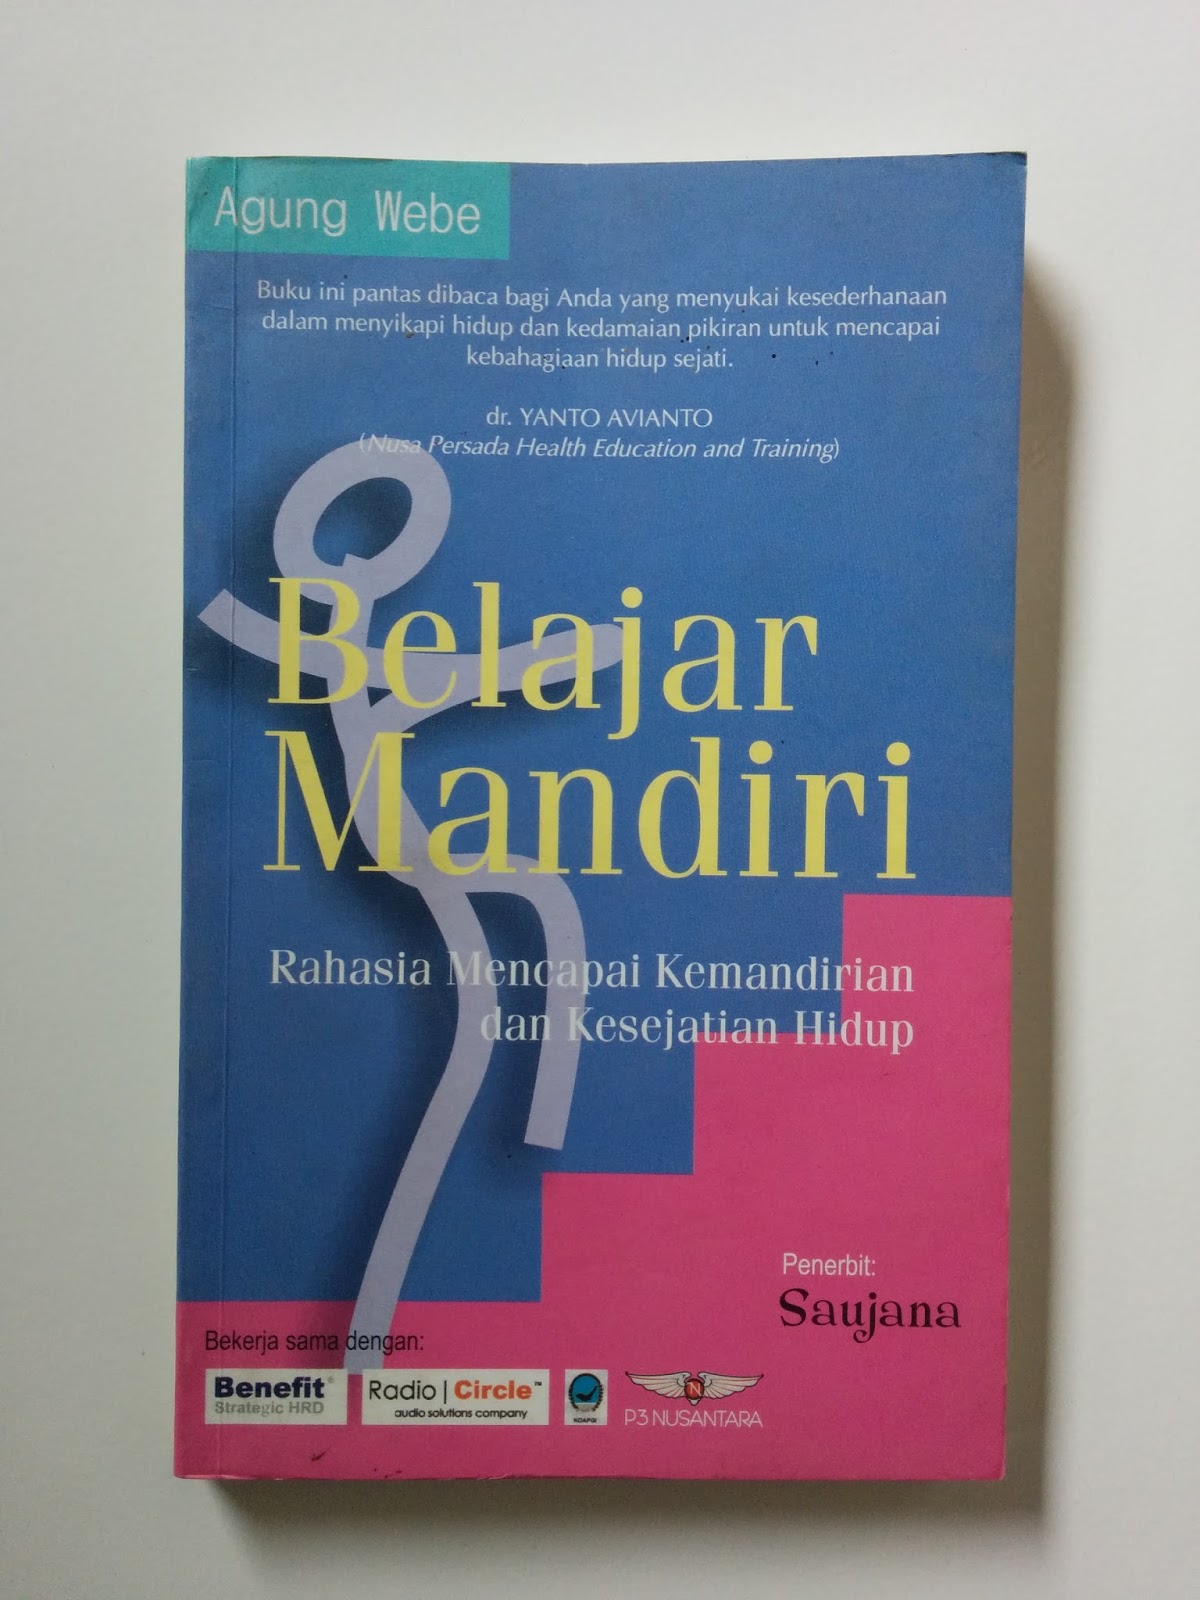 Agung Webe
Buku ini pantas dibaca bagi Anda yang menyukai kesederhanaan
dalam menyikapi hidup dan kedamaian pikiran untuk mencapai
kebahagiaan hidup sejati.
dr. YANTO AVIANTO
(Nusa Persada Health Education and Training)
Belajar
Mandiri
Rahasia Mencapai Kemandirian
dan Kesejatian Hidup
Penerbit:
Saujana
Bekerja sama dengan:
Benefit®
Strategic HRD
Radio | Circle™
audio solutions company
N
P3 NUSANTARA